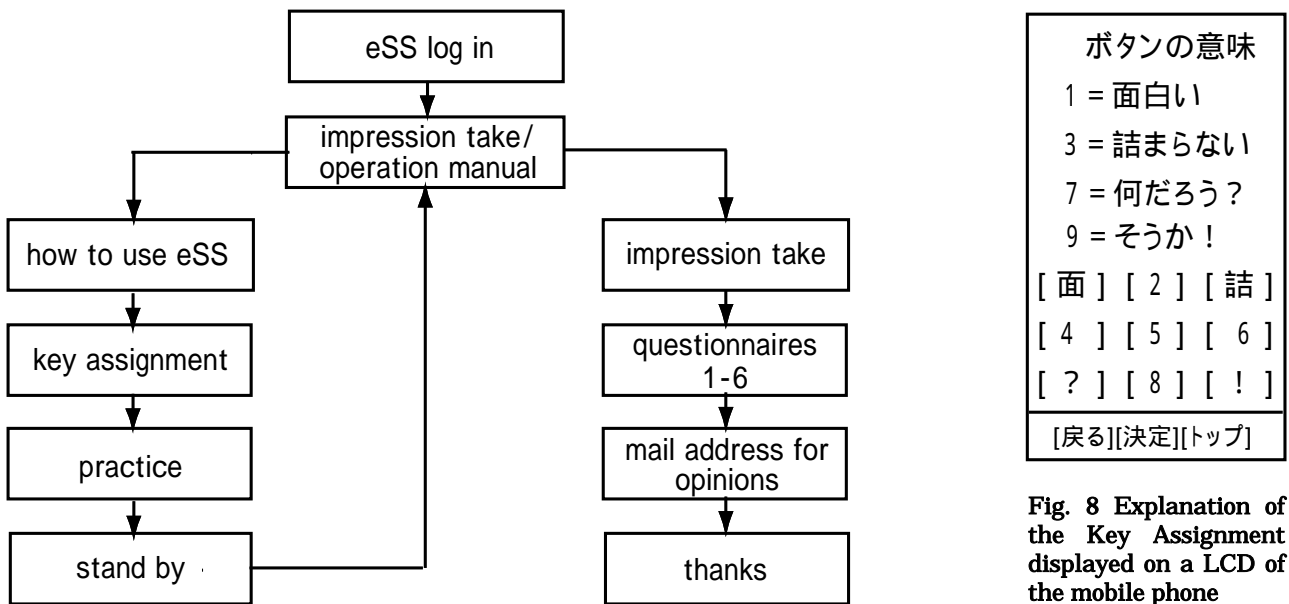 eSS log in
impression take/
operation manual
how to use eSS
key assignment
practice
stand by
impression take
questionnaires
1-6
mail address for
opinions
thanks
ボタンの意味
1 = 面白い
3 = 詰まらない
7 = 何だろう？
9 = そうか！
[ 面 ] [ 2 ] [ 詰 ]
[ 4 ] [ 5 ] [ 6 ]
[ ? ] [ 8 ] [ ! ]
[戻る][決定][トップ]
Fig. 8 Explanation of
the Key Assignment
displayed on a LCD of
the mobile phone